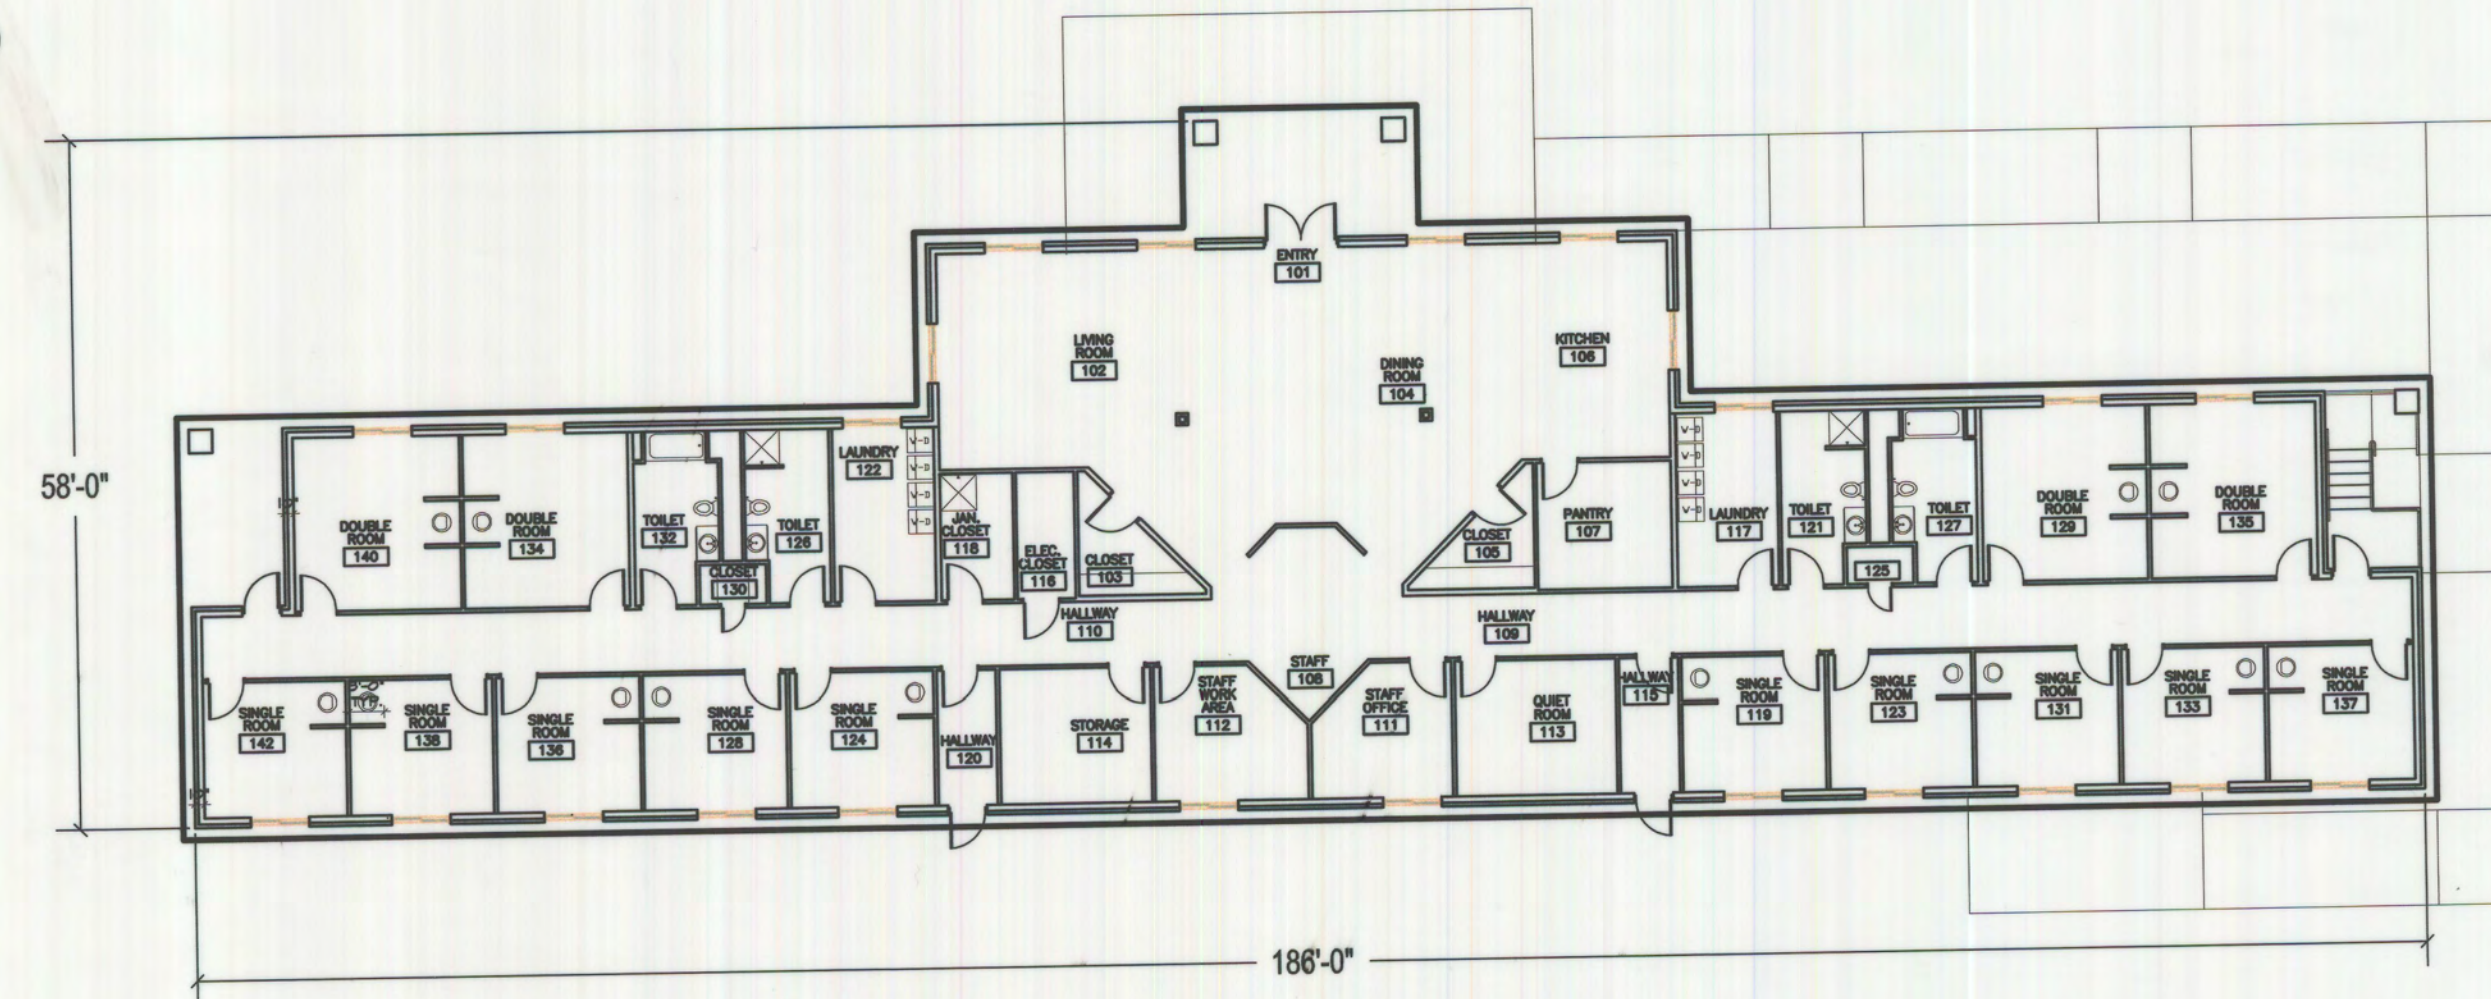 ENTRY
101
LIVING
ROOM
102
DINING
ROOM
104
KITCHEN
106
58'-0"
DOUBLE
ROOM
140
DOUBLE
ROOM
134
TOILET
132
CLOSET
130
TOILET
126
LAUNDRY
122
W-D
W-D
W-D
W-D
JAN.
CLOSET
118
ELEC.
CLOSET
116
CLOSET
103
CLOSET
105
PANTRY
107
W-D
W-D
W-D
W-D
LAUNDRY
117
TOILET
121
125
TOILET
127
DOUBLE
ROOM
129
DOUBLE
ROOM
135
HALLWAY
110
HALLWAY
109
SINGLE
ROOM
142
TYP.
SINGLE
ROOM
138
SINGLE
ROOM
136
SINGLE
ROOM
128
SINGLE
ROOM
124
HALLWAY
120
STORAGE
114
STAFF
WORK
AREA
112
STAFF
108
STAFF
OFFICE
111
QUIET
ROOM
113
HALLWAY
115
SINGLE
ROOM
119
SINGLE
ROOM
123
SINGLE
ROOM
131
SINGLE
ROOM
133
SINGLE
ROOM
137
186'-0"